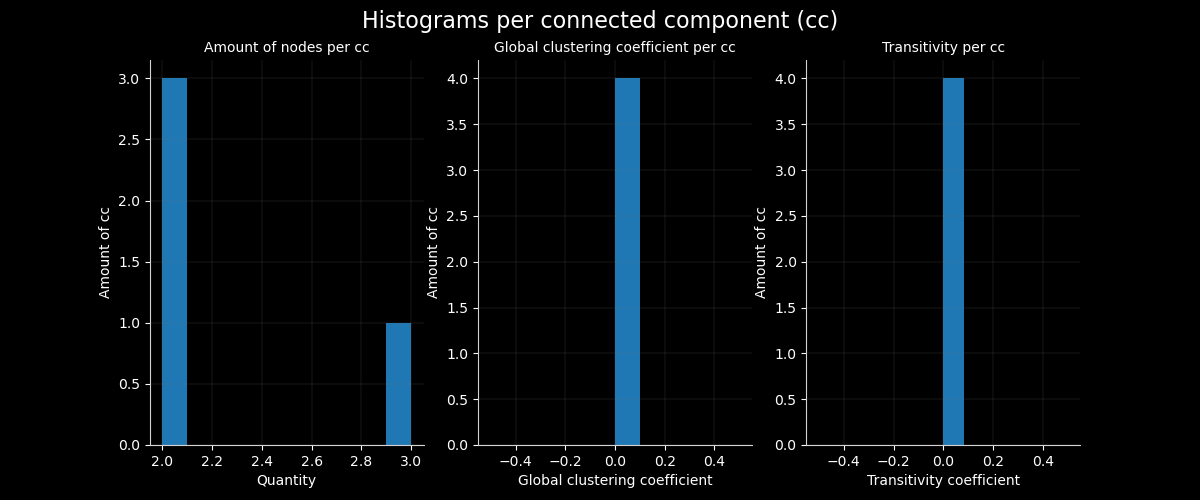 Histograms per connected component (cc)
Amount of nodes per cc
Global clustering coefficient per cc
Transitivity per cc
3.0
2.5
2.0
1.5
1.0
0.5
0.0
Amount of cc
2.0 2.2 2.4 2.6 2.8 3.0
Quantity
4.0
3.5
3.0
2.5
2.0
1.5
1.0
0.5
0.0
Amount of cc
−0.4 −0.2 0.0 0.2 0.4
Global clustering coefficient
4.0
3.5
3.0
2.5
2.0
1.5
1.0
0.5
0.0
Amount of cc
−0.4 −0.2 0.0 0.2 0.4
Transitivity coefficient